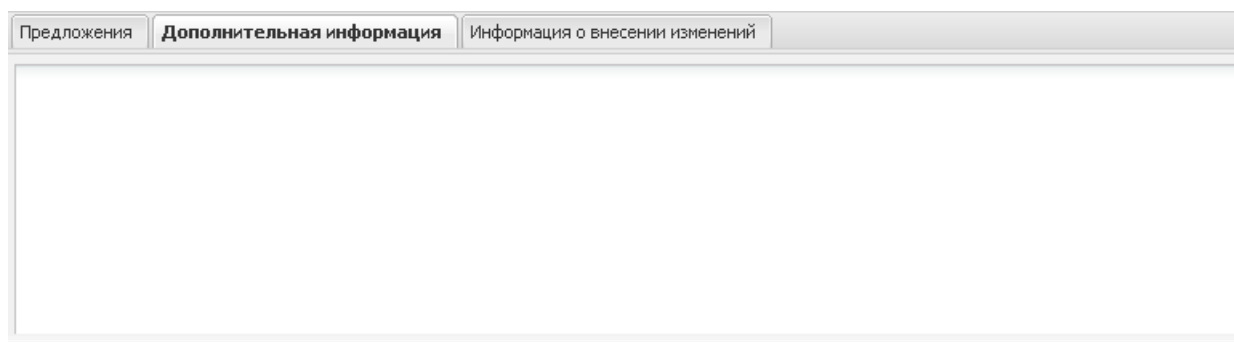 Предложения Дополнительная информация Информация о внесении изменений